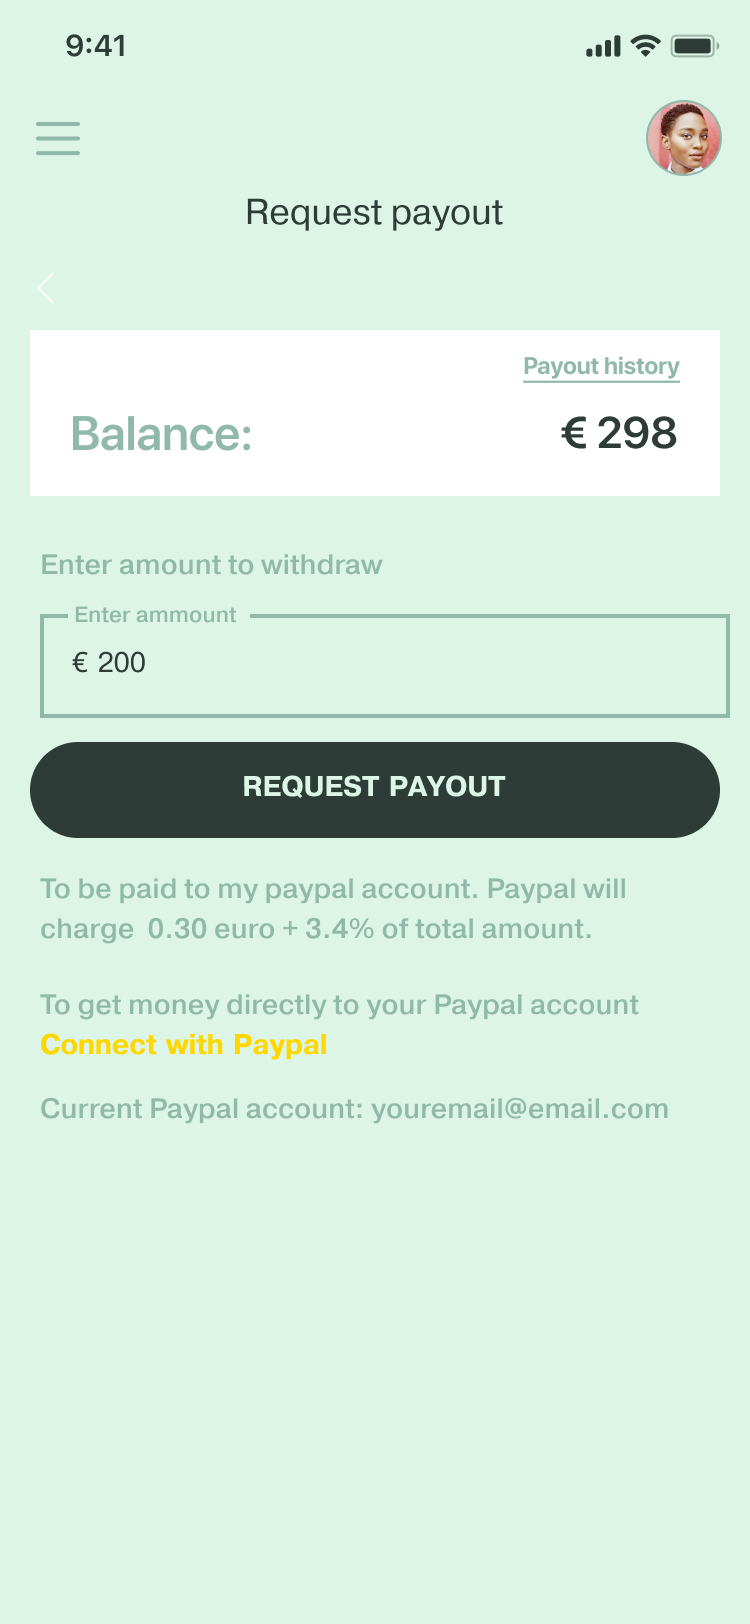 9:41
Request payout
Payout history
Balance:
€ 298
Enter amount to withdraw
Enter ammount
€ 200
REQUEST PAYOUT
To be paid to my paypal account. Paypal will
charge  0.30 euro + 3.4% of total amount.
To get money directly to your Paypal account
Connect with Paypal
Current Paypal account: youremail@email.com